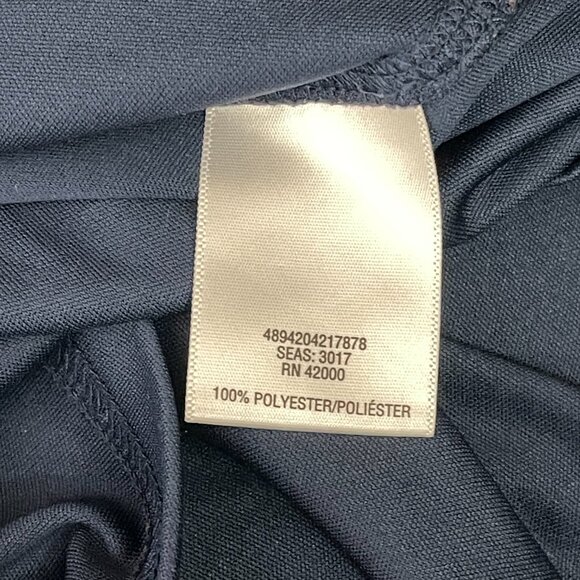 4894204217878
SEAS: 3017
RN 42000
100% POLYESTER/POLIÉSTER